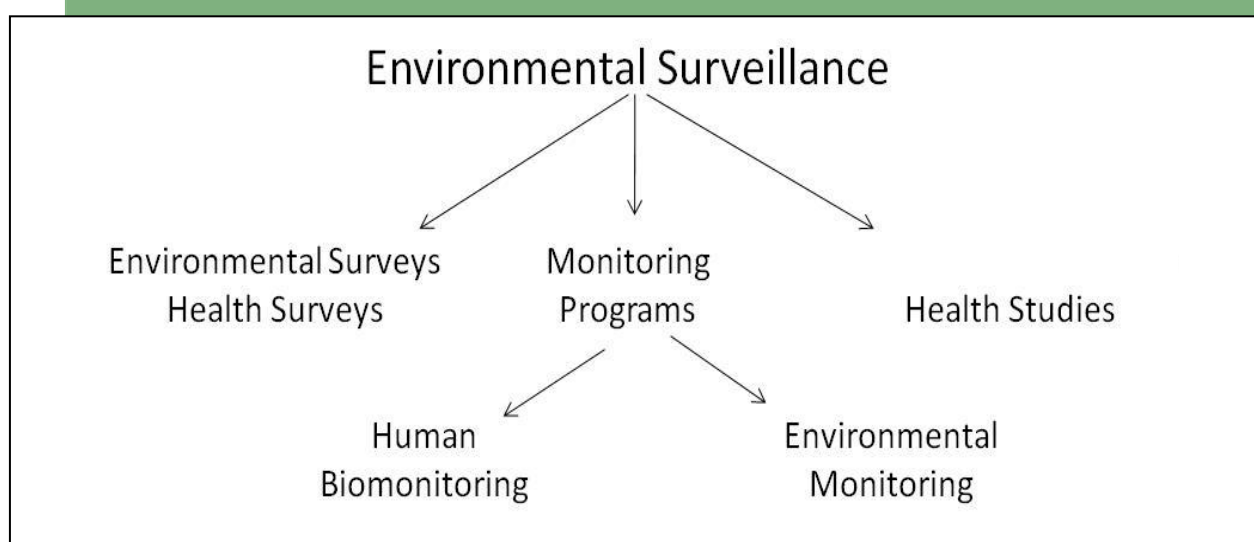 Environmental Surveillance
Environmental Surveys
Health Surveys
Monitoring
Programs
Health Studies
Human
Biomonitoring
Environmental
Monitoring